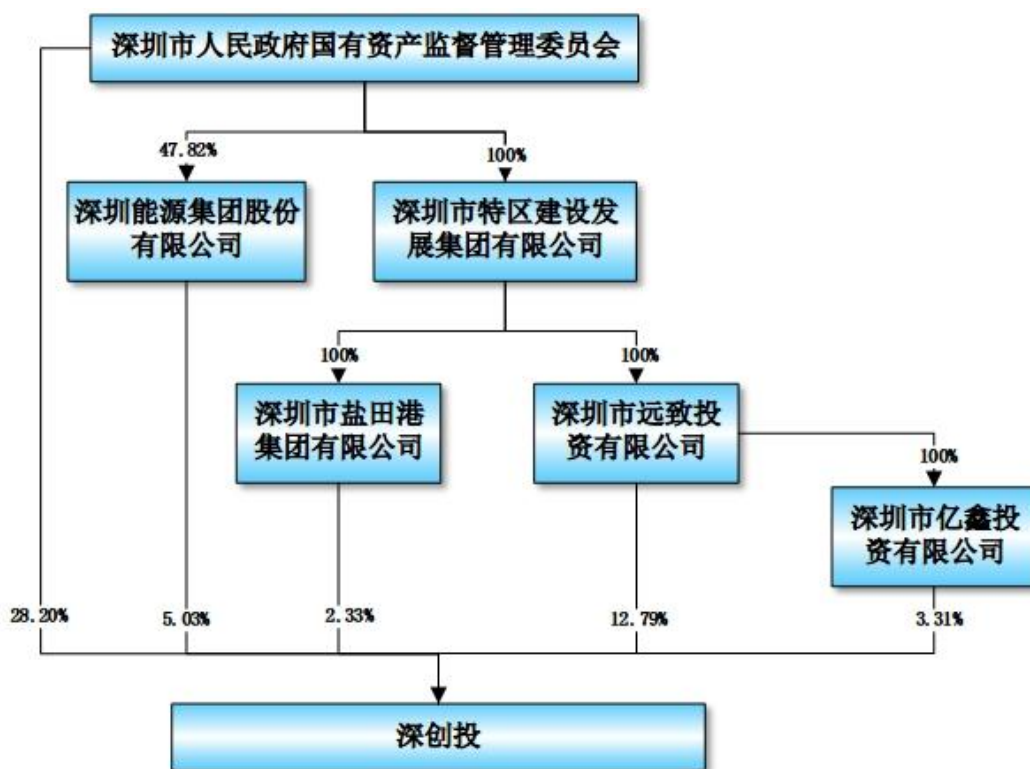 深圳市人民政府国有资产监督管理委员会
47.82%
100%
深圳能源集团股份
有限公司
深圳市特区建设发
展集团有限公司
100%
100%
深圳市盐田港
集团有限公司
深圳市远致投
资有限公司
100%
深圳市亿鑫投
资有限公司
28.20%
5.03%
2.33%
12.79%
3.31%
深创投